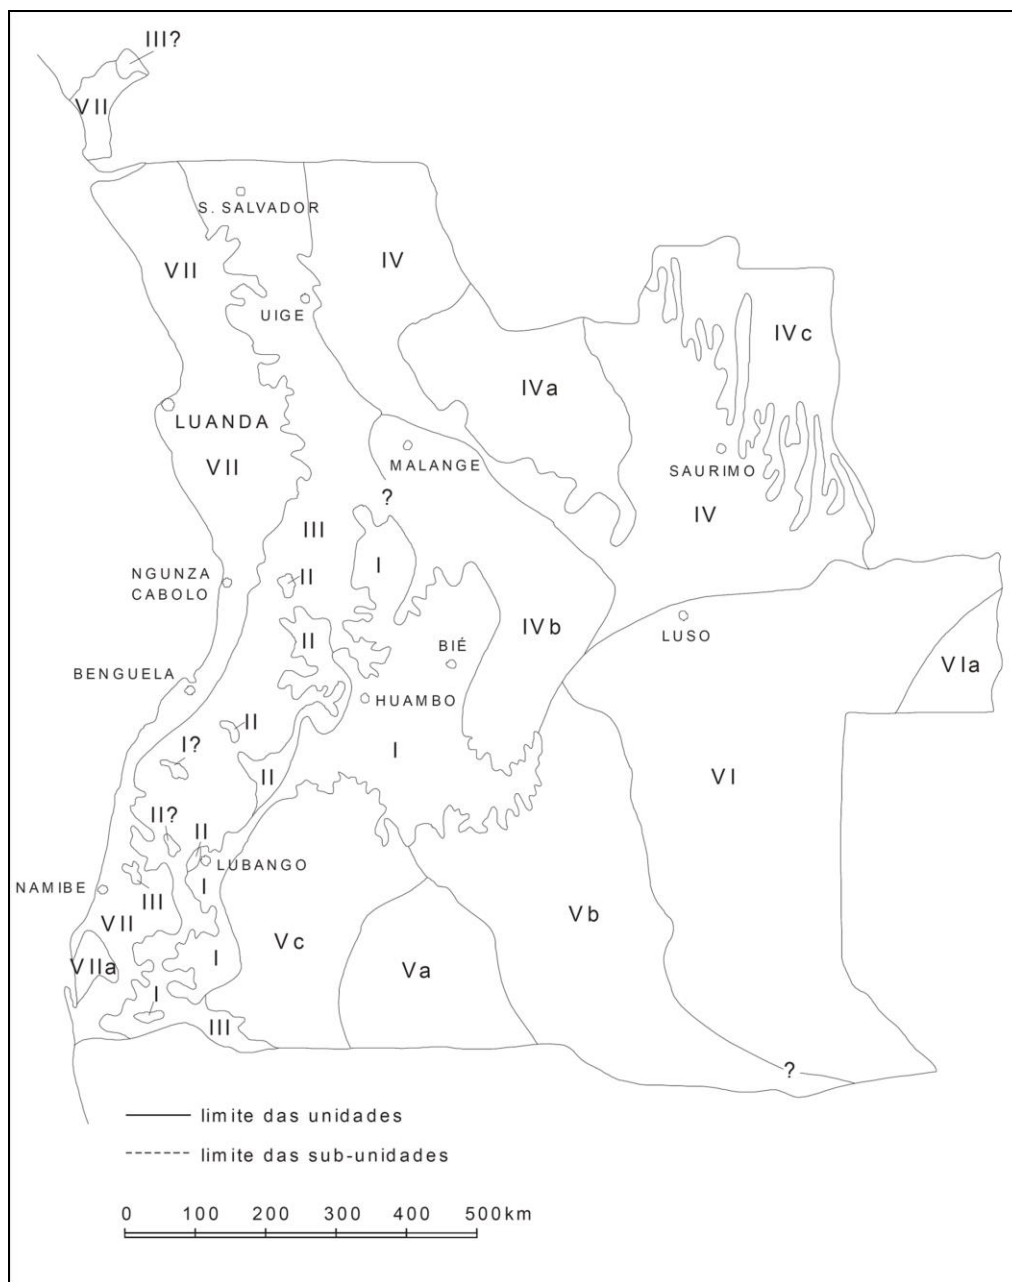 III?
VII
S. SALVADOR
VII
IV
UIGE
IVc
IVa
LUANDA
VII
MALANGE
SAURIMO
?
IV
III
I
NGUNZA
CABOLO
II
IVb
LUSO
II
BIÉ
VIa
BENGUELA
HUAMBO
II
I?
I
II
VI
II?
II
LUBANGO
I
NAMIBE
III
VII
Vb
Vc
I
VIIa
Va
I
III
?
limite das unidades
limite das sub-unidades
0 100 200 300 400 500km